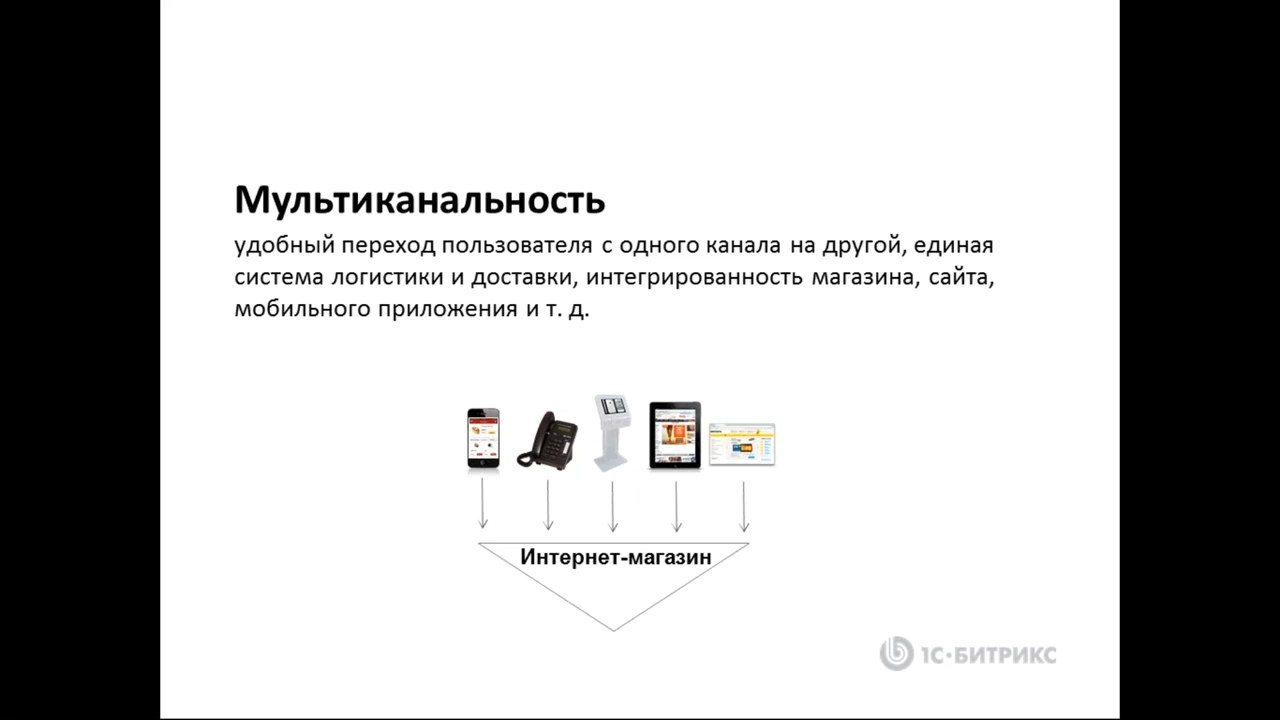 Мультиканальность
удобный переход пользователя с одного канала на другой, единая
система логистики и доставки, интегрированность магазина, сайта,
мобильного приложения и т. д.
Интернет-магазин
1С·БИТРИКС